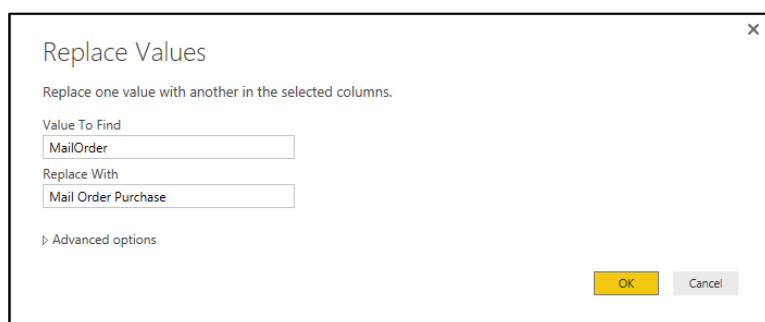 Replace Values
Replace one value with another in the selected columns.
Value To Find
MailOrder
Replace With
Mail Order Purchase
Advanced options
OK Cancel